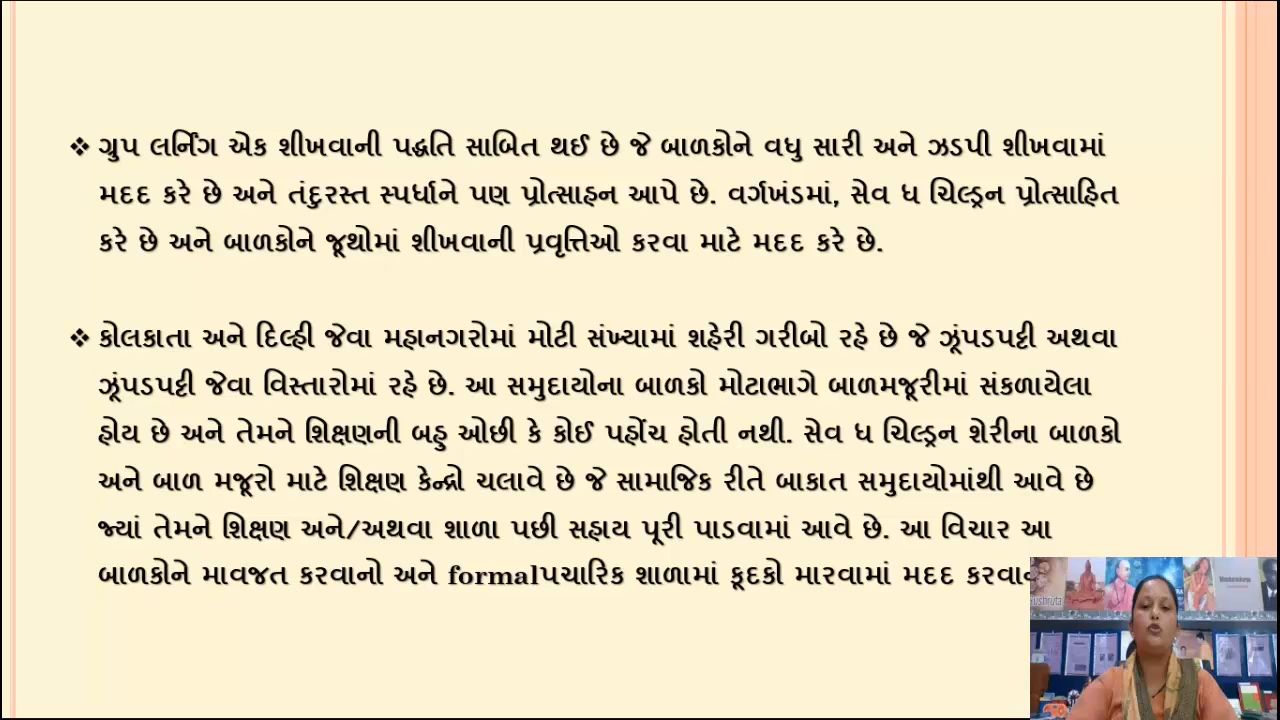 ❖ ગ્રુપ લર્નિંગ એક શીખવાની પદ્ધતિ સાબિત થઈ છે જે બાળકોને વધુ સારી અને ઝડપી શીખવામાં
મદદ કરે છે અને તંદુરસ્ત સ્પર્ધાને પણ પ્રોત્સાહન આપે છે. વર્ગખંડમાં, સેવ ધ ચિલ્ડ્રન પ્રોત્સાહિત
કરે છે અને બાળકોને જૂથોમાં શીખવાની પ્રવૃત્તિઓ કરવા માટે મદદ કરે છે.
❖ કોલકાતા અને દિલ્હી જેવા મહાનગરોમાં મોટી સંખ્યામાં શહેરી ગરીબો રહે છે જે ઝૂંપડપટ્ટી અથવા
ઝૂંપડપટ્ટી જેવા વિસ્તારોમાં રહે છે. આ સમુદાયોના બાળકો મોટાભાગે બાળમજૂરીમાં સંકળાયેલા
હોય છે અને તેમને શિક્ષણની બહુ ઓછી કે કોઈ પહોંચ હોતી નથી. સેવ ધ ચિલ્ડ્રન શેરીના બાળકો
અને બાળ મજૂરો માટે શિક્ષણ કેન્દ્રો ચલાવે છે જે સામાજિક રીતે બાકાત સમુદાયોમાંથી આવે છે
જ્યાં તેમને શિક્ષણ અને/અથવા શાળા પછી સહાય પૂરી પાડવામાં આવે છે. આ વિચાર આ
બાળકોને માવજત કરવાનો અને formalપચારિક શાળામાં કૂદકો મારવામાં મદદ